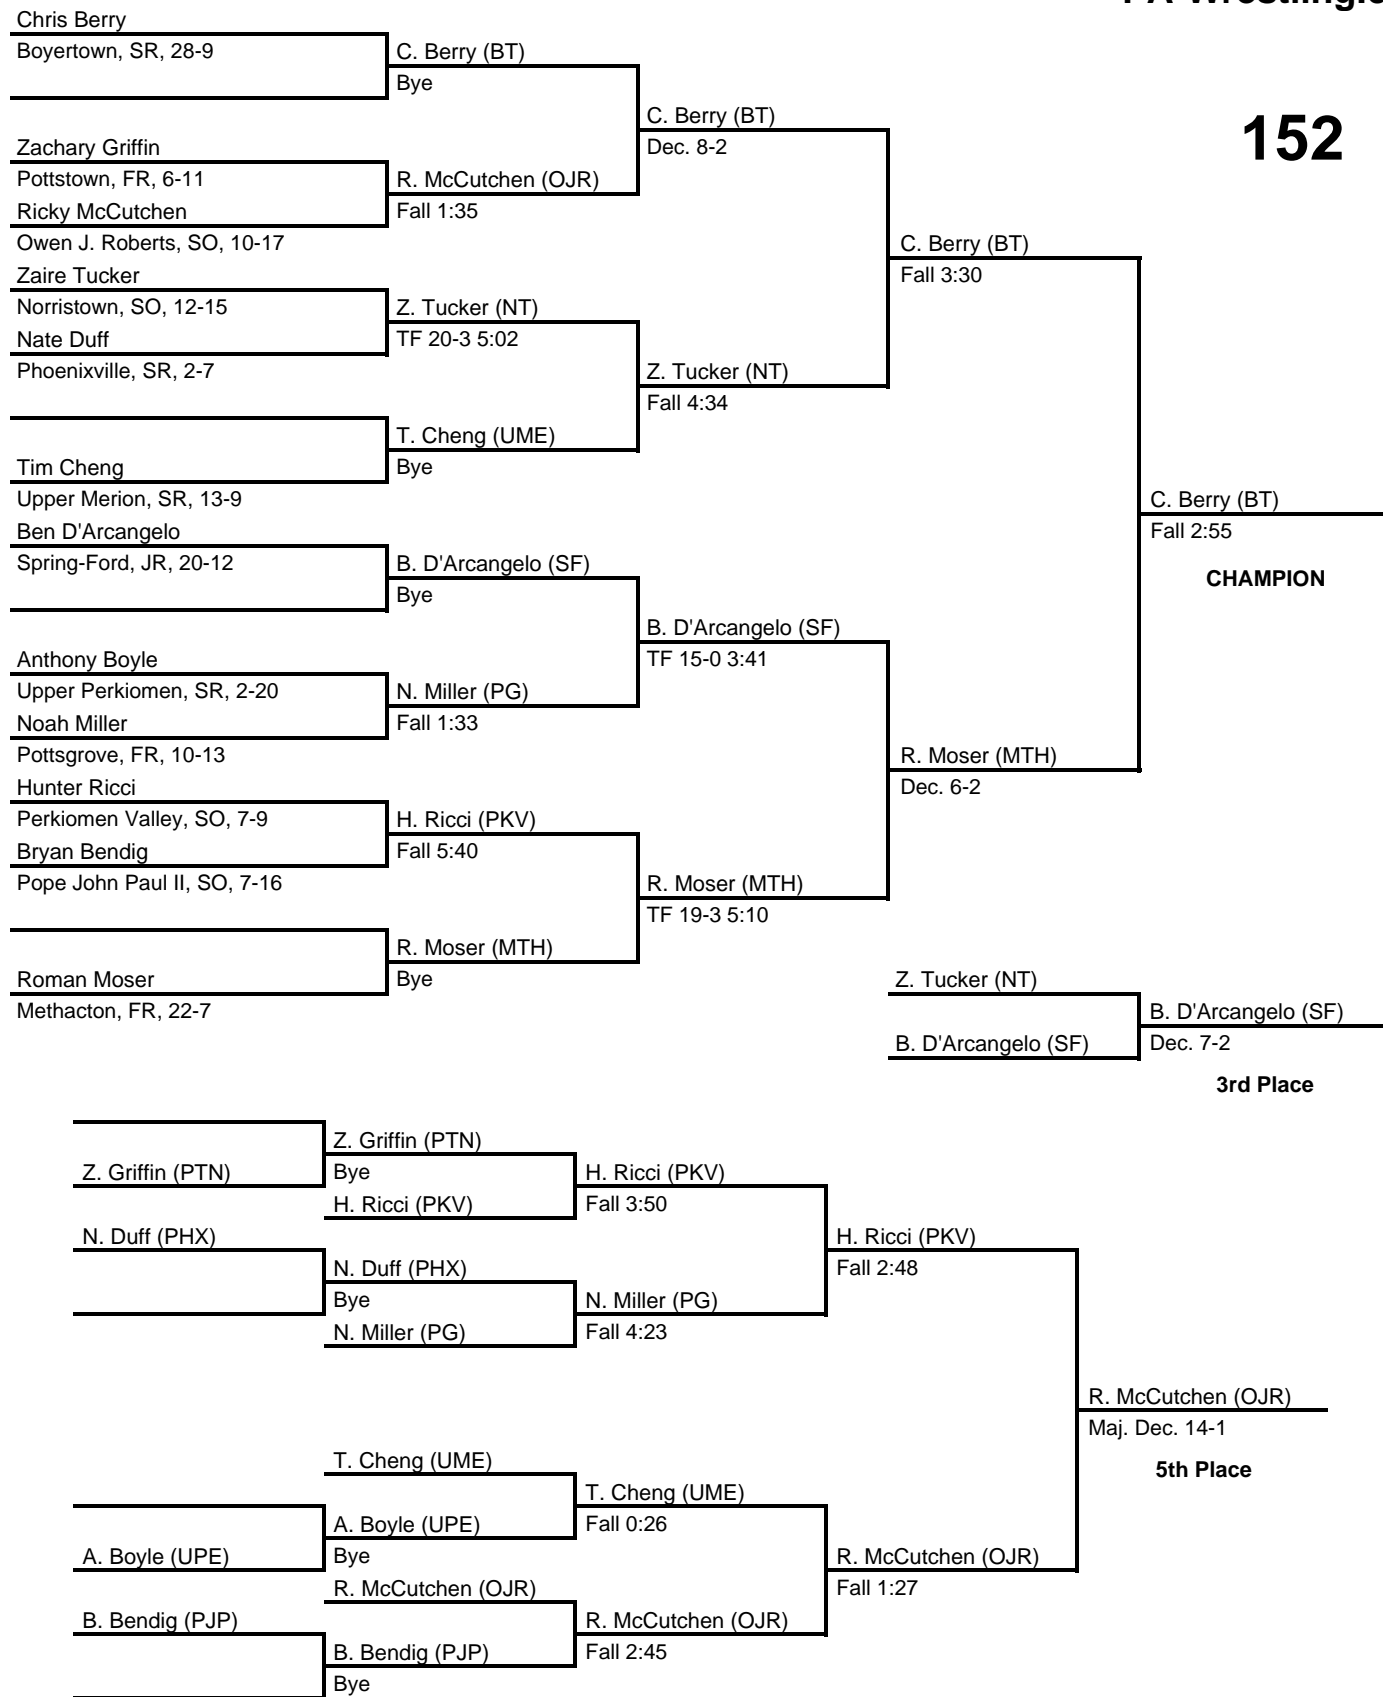 Chris Berry
Boyertown, SR, 28-9
C. Berry (BT)
Bye
C. Berry (BT)
Dec. 8-2
152
Zachary Griffin
Pottstown, FR, 6-11
R. McCutchen (OJR)
Ricky McCutchen
Fall 1:35
Owen J. Roberts, SO, 10-17
C. Berry (BT)
Fall 3:30
Zaire Tucker
Norristown, SO, 12-15
Z. Tucker (NT)
Nate Duff
TF 20-3 5:02
Phoenixville, SR, 2-7
Z. Tucker (NT)
Fall 4:34
T. Cheng (UME)
Tim Cheng
Bye
Upper Merion, SR, 13-9
C. Berry (BT)
Fall 2:55
CHAMPION
Ben D'Arcangelo
Spring-Ford, JR, 20-12
B. D'Arcangelo (SF)
Bye
B. D'Arcangelo (SF)
TF 15-0 3:41
Anthony Boyle
Upper Perkiomen, SR, 2-20
N. Miller (PG)
Noah Miller
Fall 1:33
Pottsgrove, FR, 10-13
R. Moser (MTH)
Dec. 6-2
Hunter Ricci
Perkiomen Valley, SO, 7-9
H. Ricci (PKV)
Bryan Bendig
Fall 5:40
Pope John Paul II, SO, 7-16
R. Moser (MTH)
TF 19-3 5:10
R. Moser (MTH)
Roman Moser
Bye
Methacton, FR, 22-7
Z. Tucker (NT)
B. D'Arcangelo (SF)
B. D'Arcangelo (SF)
Dec. 7-2
3rd Place
Z. Griffin (PTN)
Z. Griffin (PTN)
Bye
H. Ricci (PKV)
H. Ricci (PKV)
Fall 3:50
N. Duff (PHX)
H. Ricci (PKV)
Fall 2:48
N. Duff (PHX)
Bye
N. Miller (PG)
N. Miller (PG)
Fall 4:23
R. McCutchen (OJR)
Maj. Dec. 14-1
5th Place
T. Cheng (UME)
T. Cheng (UME)
A. Boyle (UPE)
Fall 0:26
A. Boyle (UPE)
Bye
R. McCutchen (OJR)
Fall 1:27
R. McCutchen (OJR)
B. Bendig (PJP)
R. McCutchen (OJR)
B. Bendig (PJP)
Fall 2:45
Bye